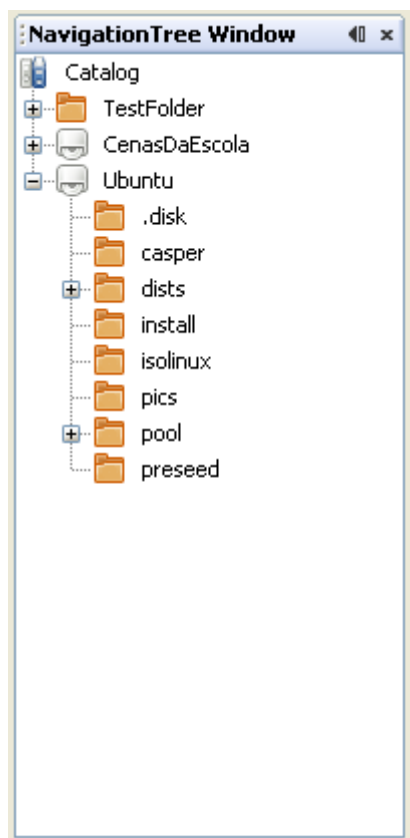 NavigationTree Window
Catalog
TestFolder
CenasDaEscola
Ubuntu
.disk
casper
dists
install
isolinux
pics
pool
preseed